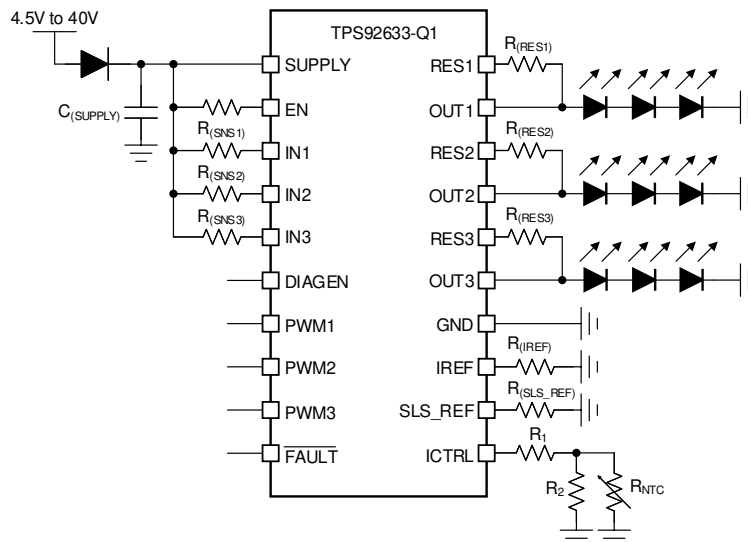 4.5V to 40V
TPS92633-Q1
C(SUPPLY)
SUPPLY
EN
R(SNS1)
IN1
R(SNS2)
IN2
R(SNS3)
IN3
DIAGEN
PWM1
PWM2
PWM3
FAULT
R(RES1)
RES1
OUT1
R(RES2)
RES2
OUT2
R(RES3)
RES3
OUT3
GND
R(IREF)
IREF
R(SLS_REF)
SLS_REF
ICTRL
R1
R2
RNTC